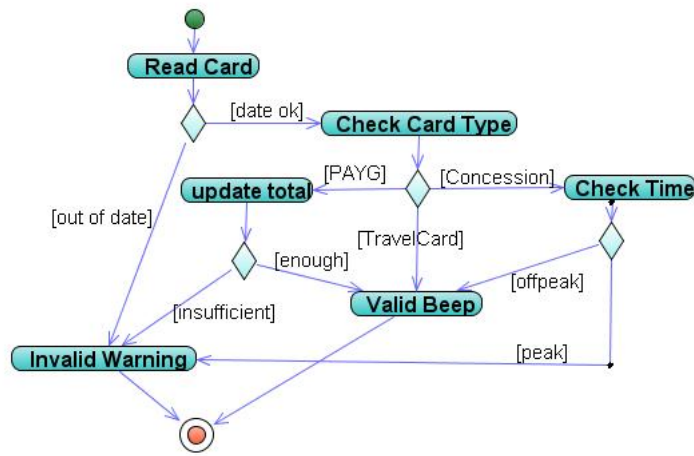 Read Card
[date ok]
Check Card Type
[PAYG]
[Concession]
update total
Check Time
[out of date]
[TravelCard]
[enough]
[offpeak]
[insufficient]
Valid Beep
Invalid Warning
[peak]